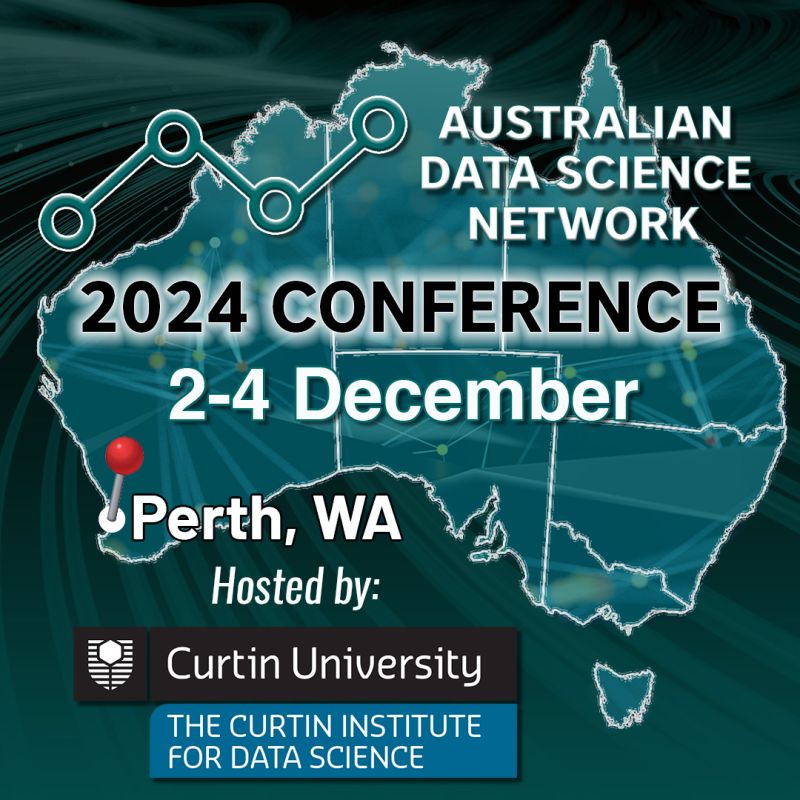 AUSTRALIAN
DATA SCIENCE
NETWORK
2024 CONFERENCE
2-4 December
Perth, WA
Hosted by:
Curtin University
THE CURTIN INSTITUTE
FOR DATA SCIENCE